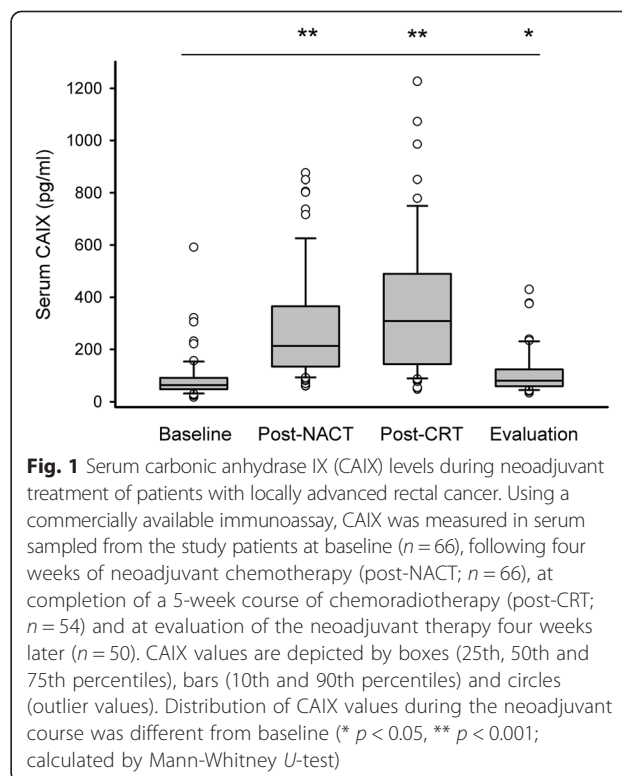 ** ** *
1200
1000
800
600
400
200
0
Serum CAIX (pg/ml)
Baseline Post-NACT Post-CRT Evaluation
Fig. 1 Serum carbonic anhydrase IX (CAIX) levels during neoadjuvant
treatment of patients with locally advanced rectal cancer. Using a
commercially available immunoassay, CAIX was measured in serum
sampled from the study patients at baseline (n = 66), following four
weeks of neoadjuvant chemotherapy (post-NACT; n = 66), at
completion of a 5-week course of chemoradiotherapy (post-CRT;
n = 54) and at evaluation of the neoadjuvant therapy four weeks
later (n = 50). CAIX values are depicted by boxes (25th, 50th and
75th percentiles), bars (10th and 90th percentiles) and circles
(outlier values). Distribution of CAIX values during the neoadjuvant
course was different from baseline (* p < 0.05, ** p < 0.001;
calculated by Mann-Whitney U-test)